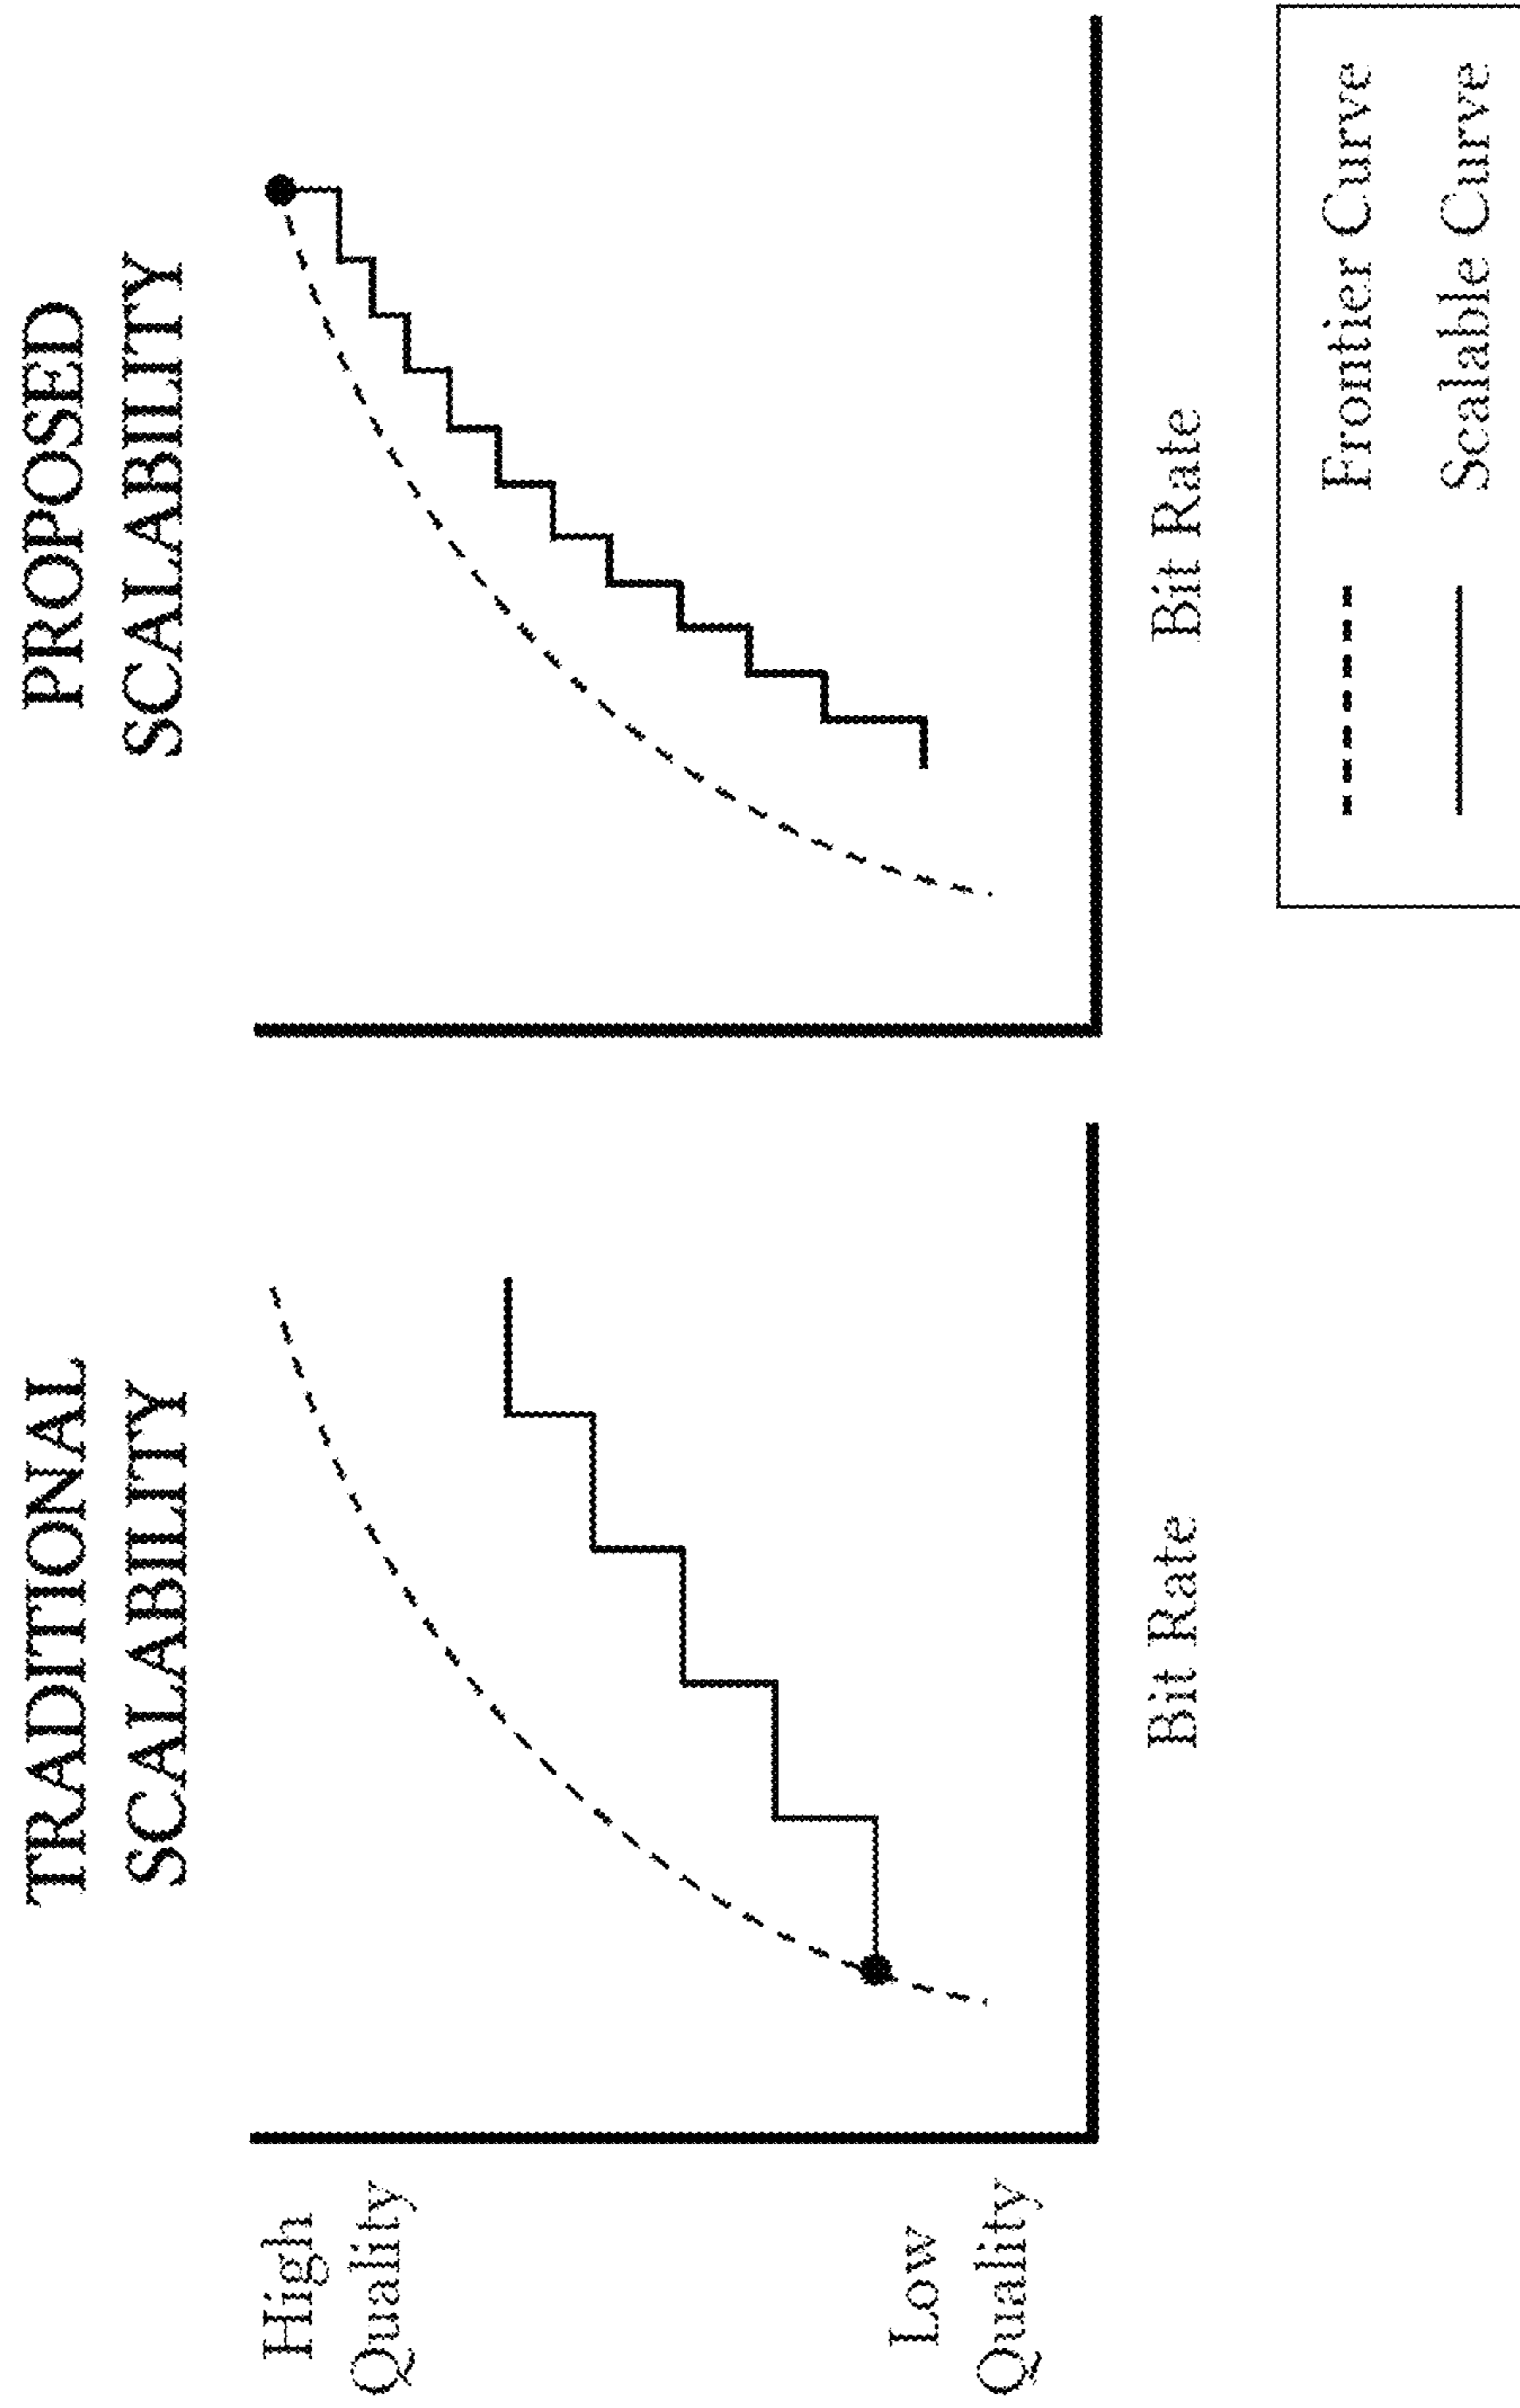 TRADITIONAL
SCALABILITY
PROPOSED
SCALABILITY
High
Quality
Low
Quality
Bit Rate
Bit Rate
Frontier Curve
Scalable Curve